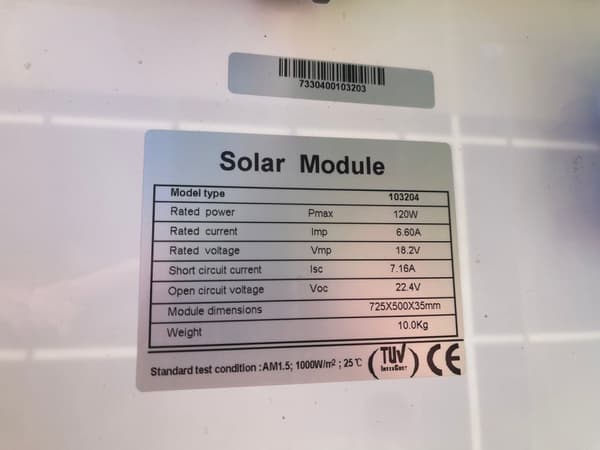 7330400103203
Solar Module
Model type 103204
Rated power Pmax 120W
Rated current Imp 6.60A
Rated voltage Vmp 18.2V
Short circuit current Isc 7.16A
Open circuit voltage Voc 22.4V
Module dimensions 725X500X35mm
Weight 10.0Kg
Standard test condition :AM1.5; 1000W/m² ; 25℃ TUV CE
INTERCERT